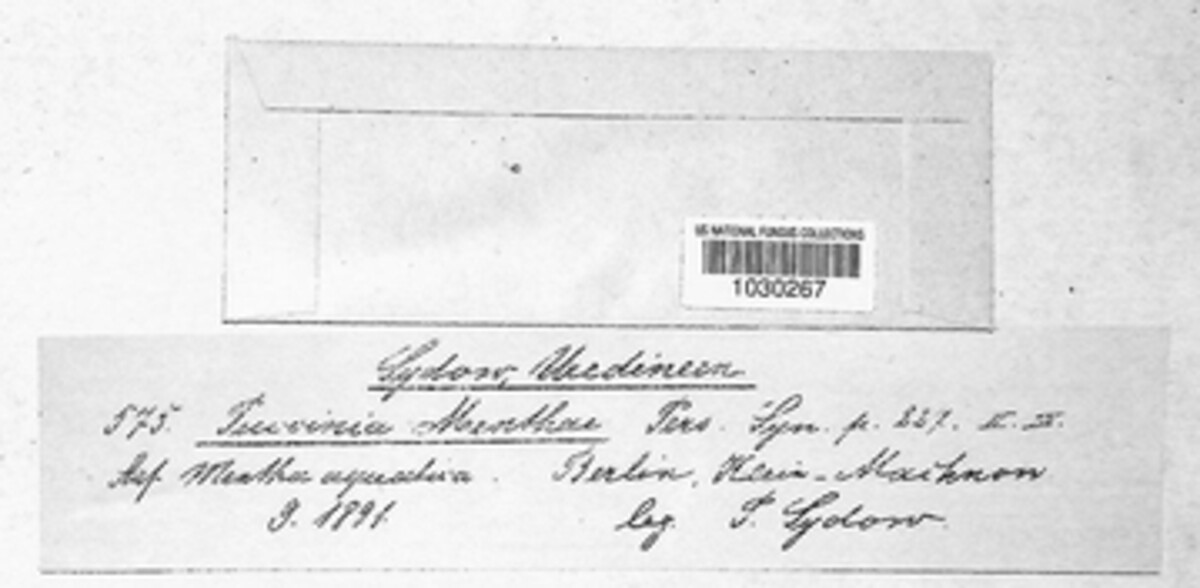 US NATIONAL FUNGUS COLLECTIONS
1030267
Sydow, Uredineen
575. Puccinia Menthae Pers. Syn. p. 227. II. III.
Auf Mentha aquatica. Berlin, Klein-Machnow
9. 1891. leg. P. Sydow.